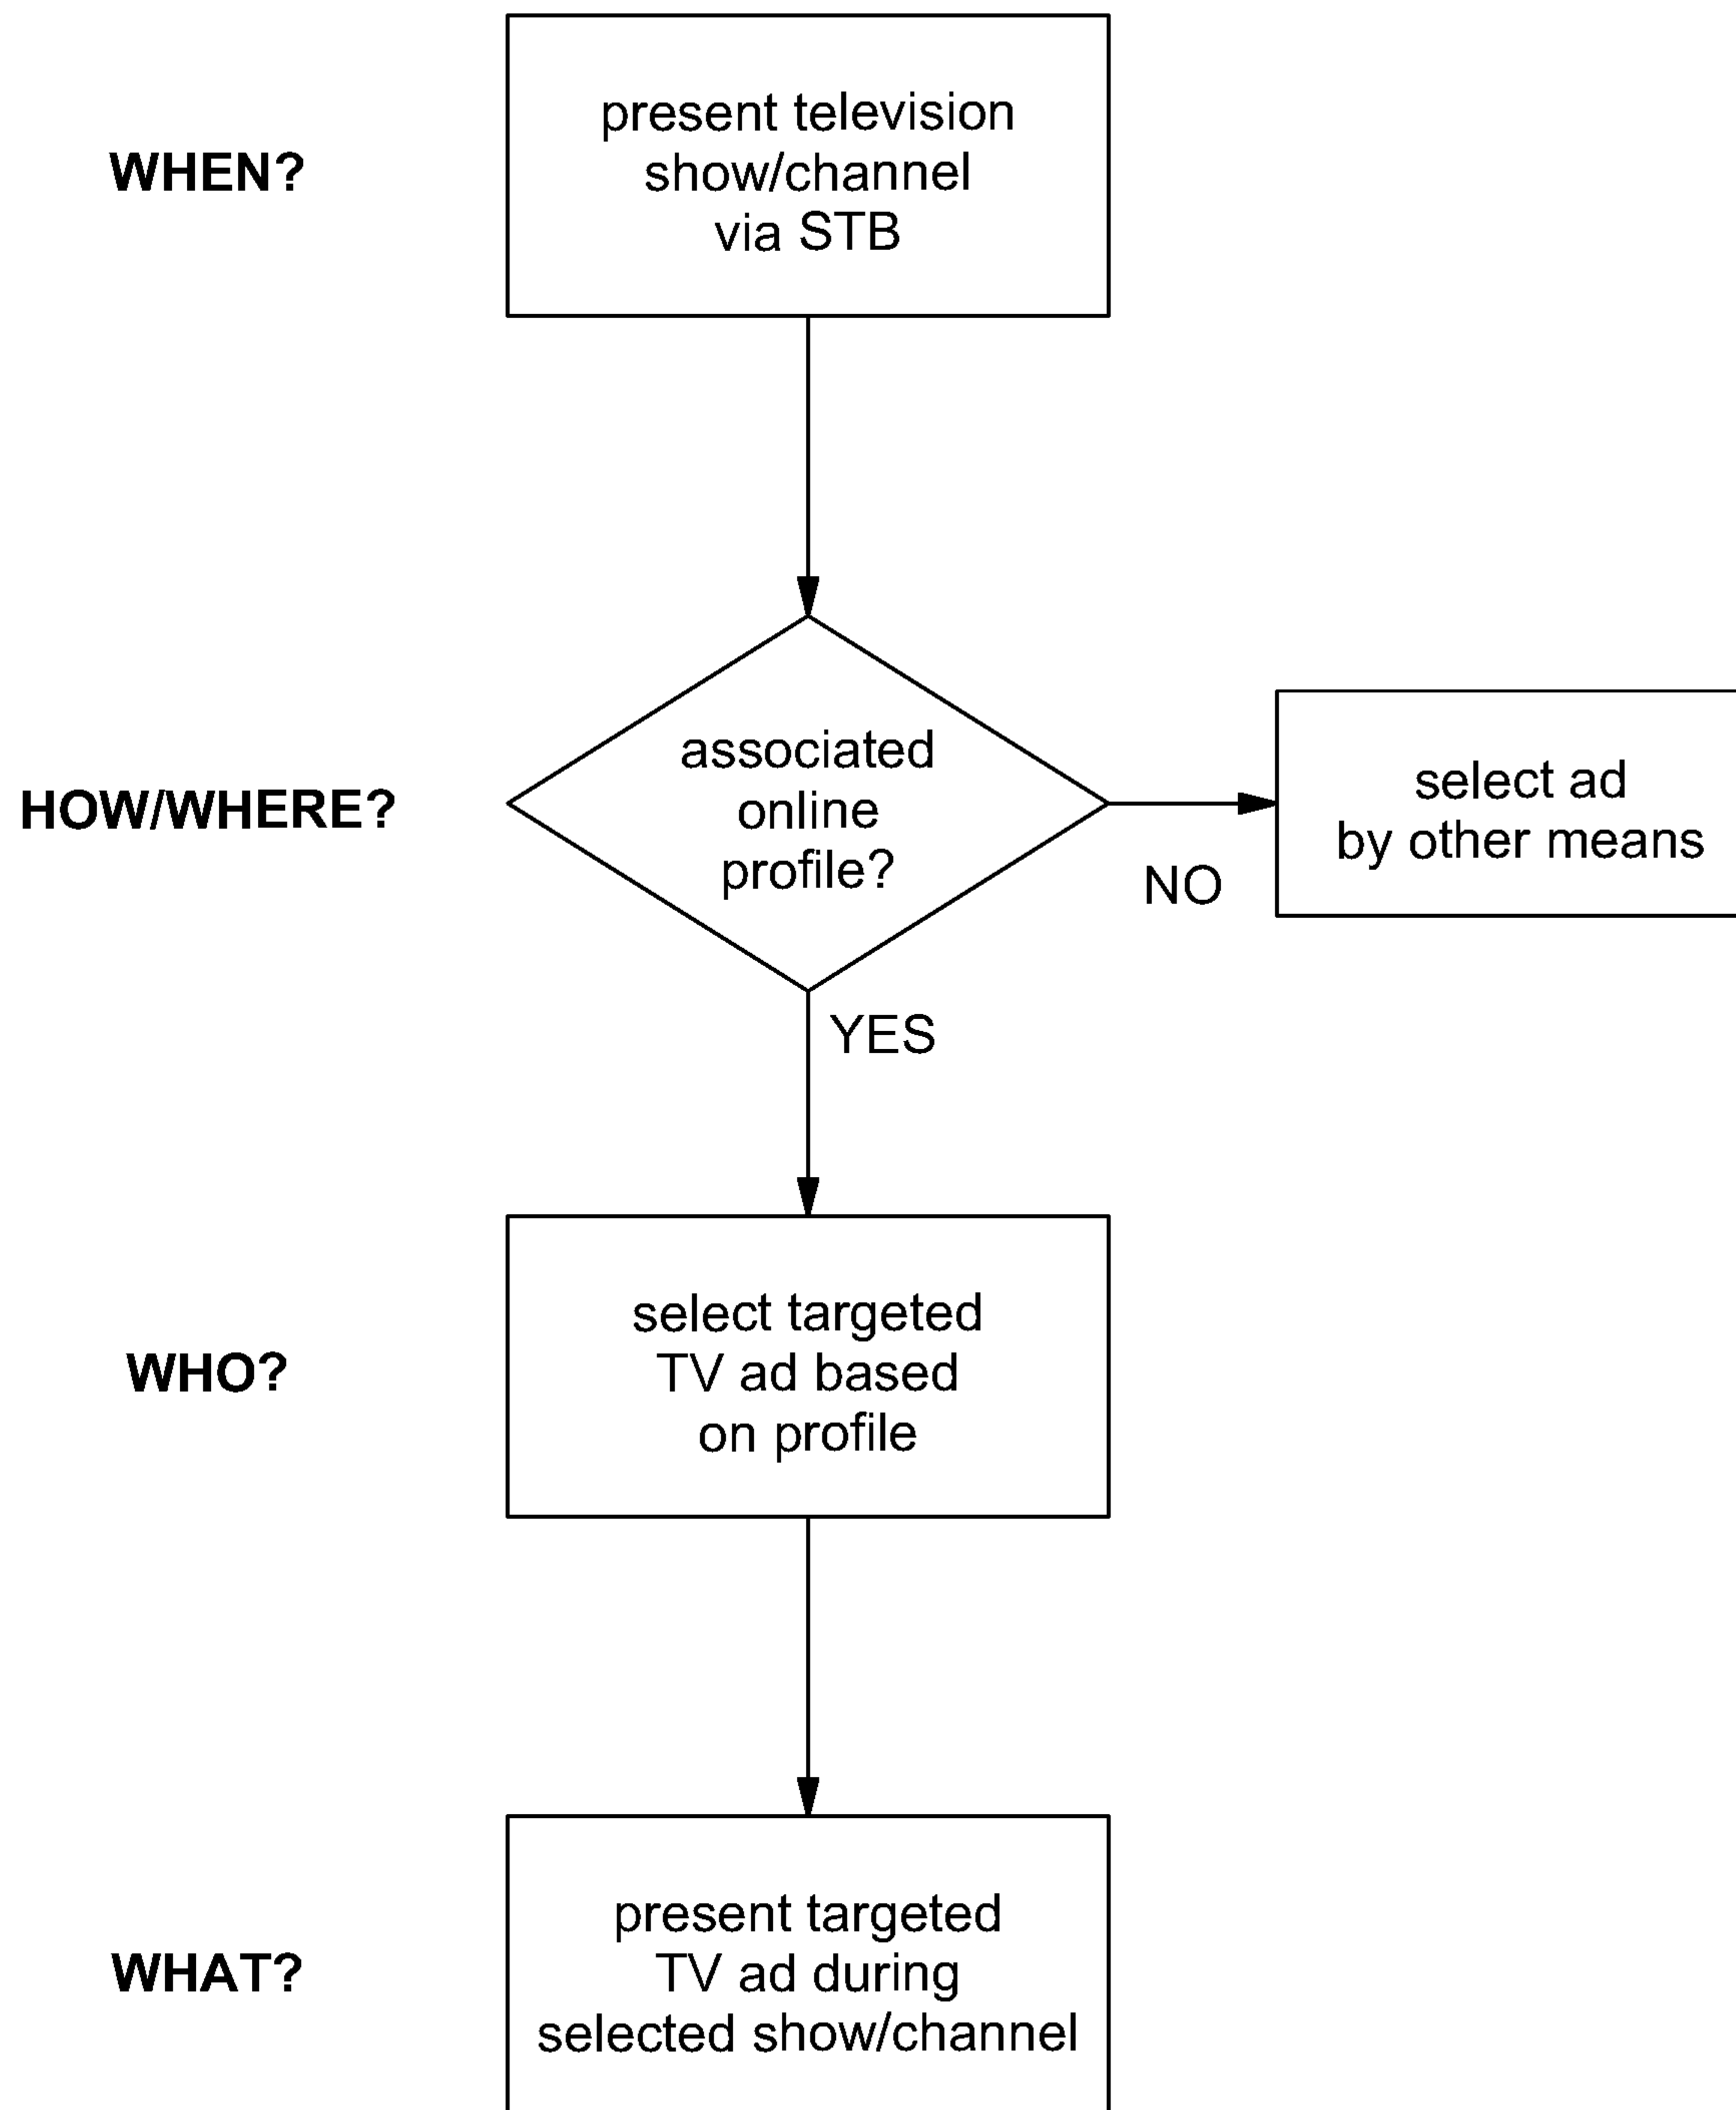 WHEN?
present television
show/channel
via STB
HOW/WHERE?
associated
online
profile?
NO
select ad
by other means
YES
WHO?
select targeted
TV ad based
on profile
WHAT?
present targeted
TV ad during
selected show/channel